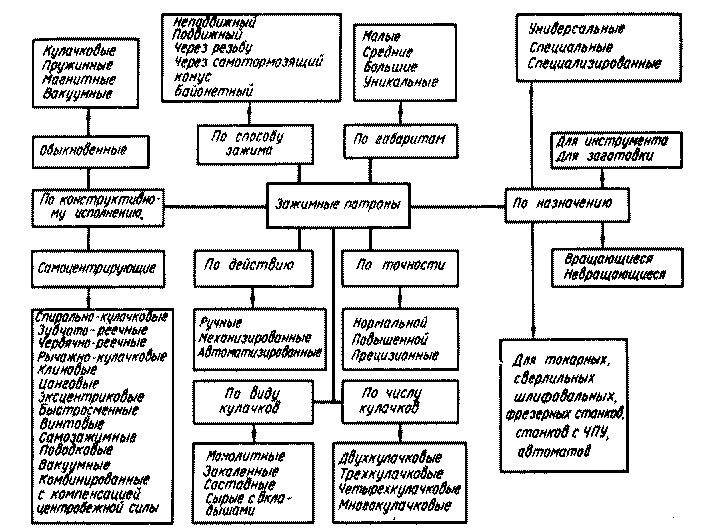 Кулачковые
Пружинные
Магнитные
Вакуумные
Неподвижный
Подвижный
Через резьбу
Через самотормозящий
конус
Байонетный
Малые
Средние
Большие
Уникальные
Универсальные
Специальные
Специализированные
Обыкновенные
По способу
зажима
По габаритам
Для инструмента
Для заготовки
По конструктивно-
му исполнению.
Зажимные патроны
По назначению
Самоцентрирующие
По действию
По точности
Вращающиеся
Невращающиеся
Спирально-кулачковые
Зубчато-реечные
Червячно-реечные
Рычажно-кулачковые
Клиновые
Цанговые
Эксцентриковые
Быстросменные
Винтовые
Самозажимные
Поводковые
Вакуумные
Комбинированные
с компенсацией
центробежной силы
Ручные
Механизированные
Автоматизированные
Нормальной
Повышенной
Прецизионные
Для токарных,
сверлильных
шлифовальных,
фрезерных станков,
станков с ЧПУ,
автоматов
По виду
кулачков
По числу
кулачков
Монолитные
Закаленные
Составные
Сырые с вкла-
дышами
Двухкулачковые
Трехкулачковые
Четырехкулачковые
Многокулачковые